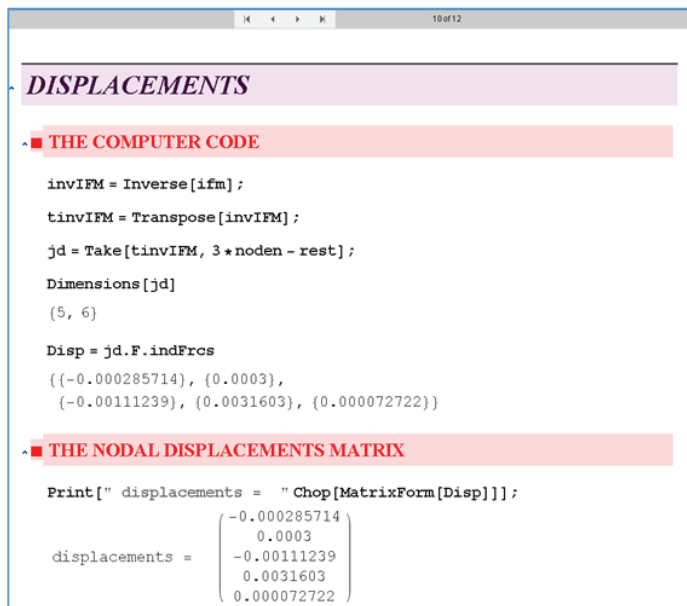 10 of 12
DISPLACEMENTS
THE COMPUTER CODE
invIFM = Inverse[ifm];
tinvIFM = Transpose[invIFM];
jd = Take[tinvIFM, 3*noden - rest];
Dimensions[jd]
{5, 6}
Disp = jd.F.indFrcs
{{-0.000285714}, {0.0003},
{-0.00111239}, {0.0031603}, {0.000072722}}
THE NODAL DISPLACEMENTS MATRIX
Print[" displacements =  " Chop[MatrixForm[Disp]]];
-0.000285714
0.0003
displacements = -0.00111239
0.0031603
0.000072722